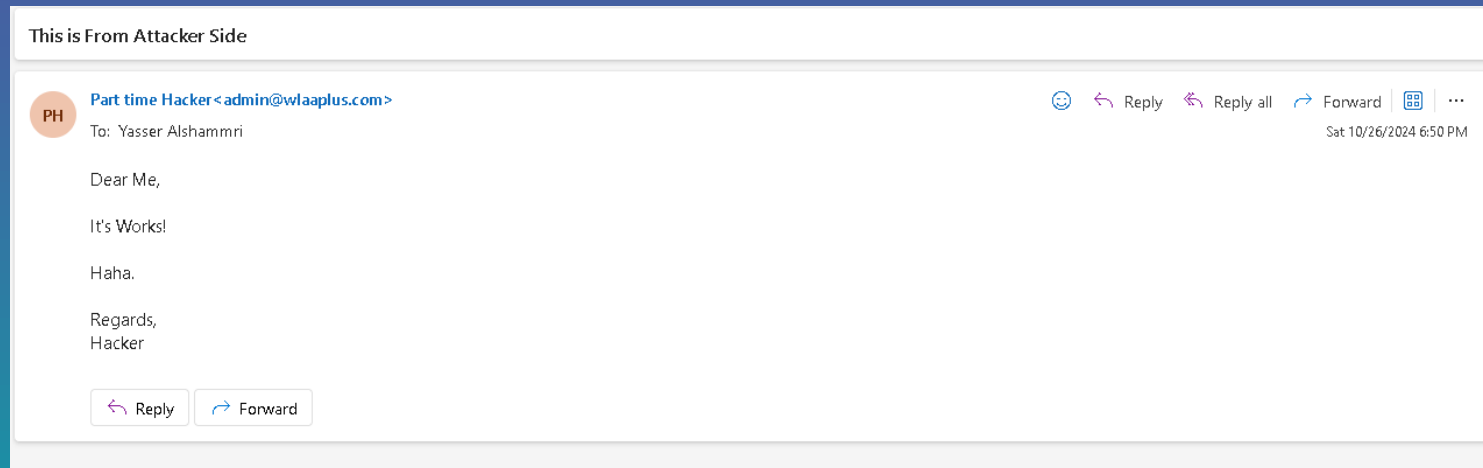 This is From Attacker Side
PH
Part time Hacker<admin@wlaaplus.com>
Reply
Reply all
Forward
To: Yasser Alshammri
Sat 10/26/2024 6:50 PM
Dear Me,
It's Works!
Haha.
Regards,
Hacker
Reply
Forward